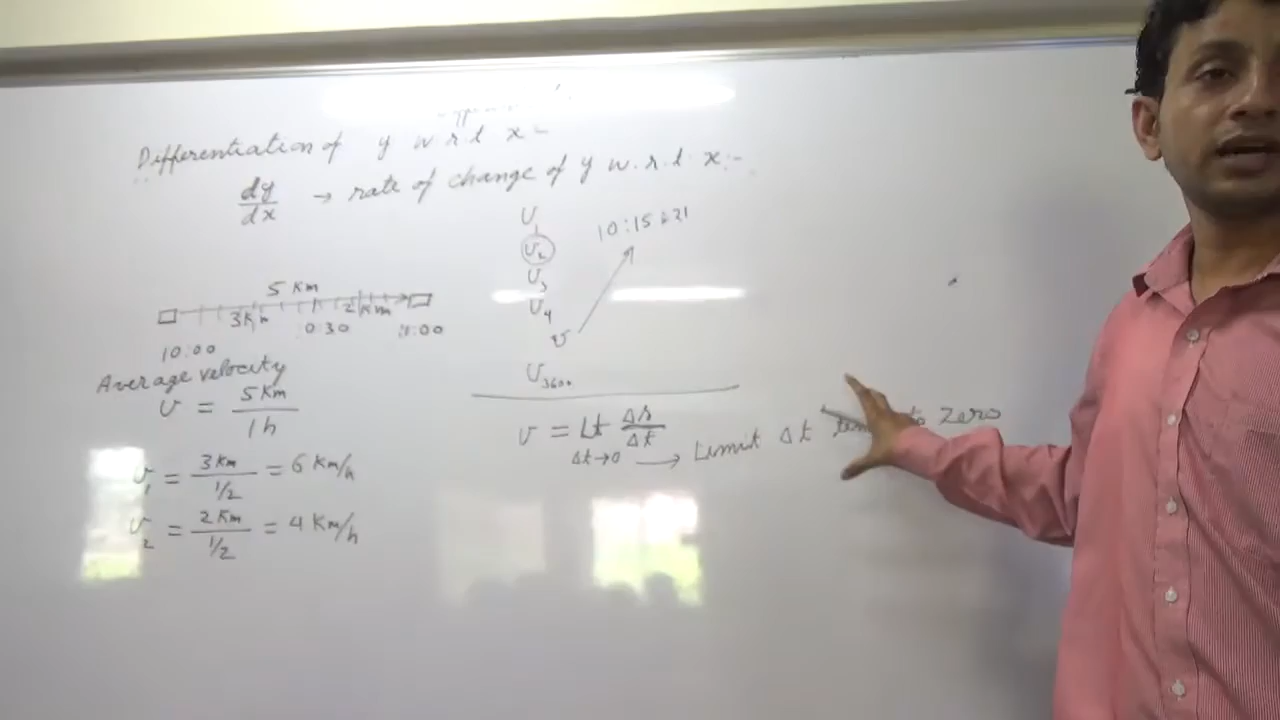 Differentiation of y w r t x -
dy/dx → rate of change of y w.r.t. x :-
5 Km
3 Km 2 Km
10:00 0 30 11:00
Average velocity
v = 5 Km / 1 h
v1 = 3 Km / 1/2 = 6 Km/h
v2 = 2 Km / 1/2 = 4 Km/h
v1
v2
v3
v4
v
10:15:21
v3600
v = Lt Δs/Δt
Δt→0 → Limit Δt to Zero